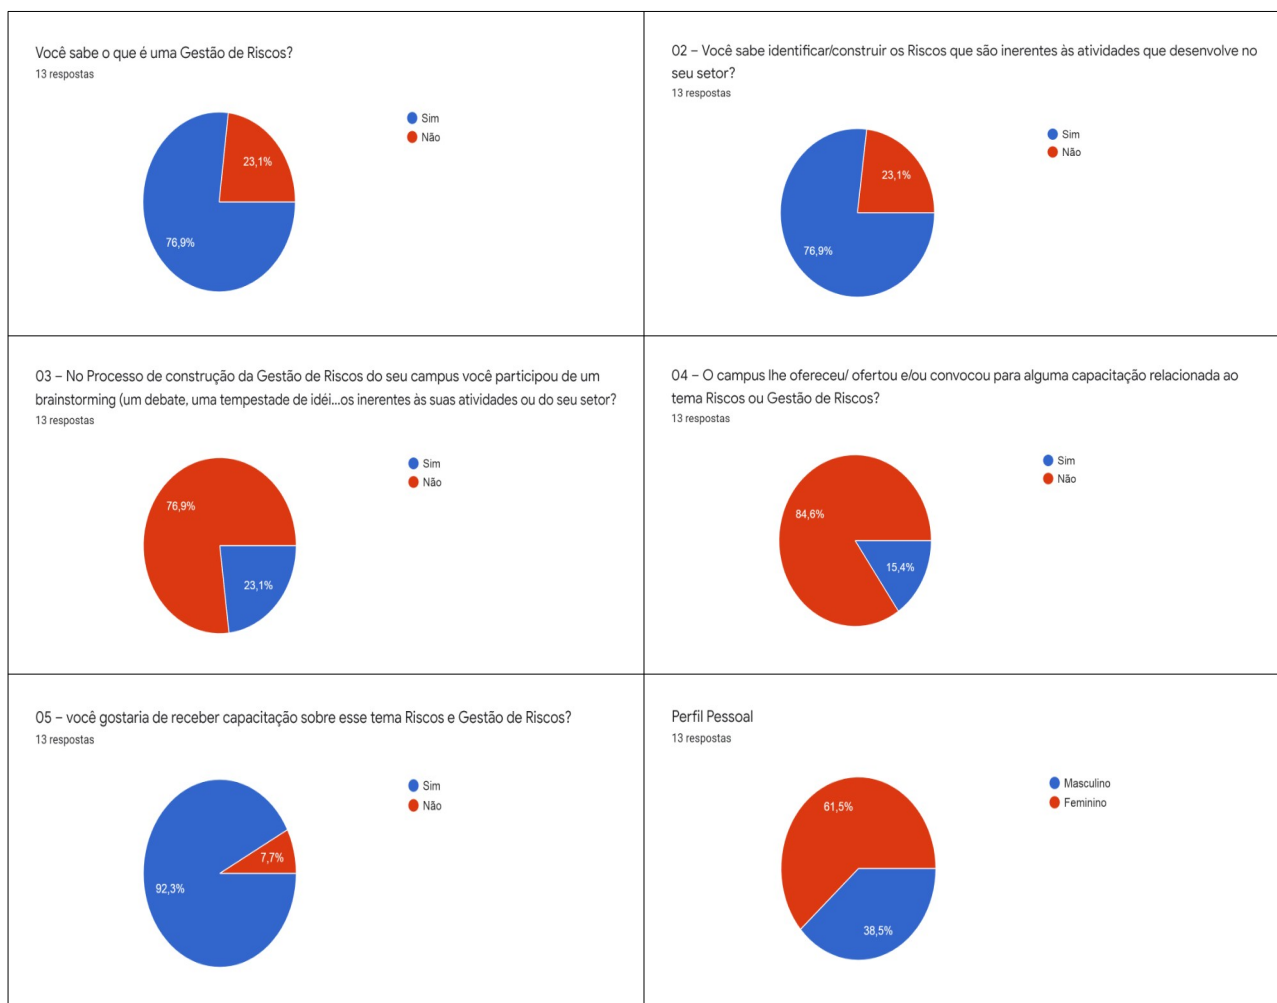 Você sabe o que é uma Gestão de Riscos?
13 respostas
Sim
Não
23,1%
76,9%
02 – Você sabe identificar/construir os Riscos que são inerentes às atividades que desenvolve no
seu setor?
13 respostas
Sim
Não
23,1%
76,9%
03 – No Processo de construção da Gestão de Riscos do seu campus você participou de um
brainstorming (um debate, uma tempestade de idéi...os inerentes às suas atividades ou do seu setor?
13 respostas
Sim
Não
76,9%
23,1%
04 – O campus lhe ofereceu/ ofertou e/ou convocou para alguma capacitação relacionada ao
tema Riscos ou Gestão de Riscos?
13 respostas
Sim
Não
84,6%
15,4%
05 – você gostaria de receber capacitação sobre esse tema Riscos e Gestão de Riscos?
13 respostas
Sim
Não
7,7%
92,3%
Perfil Pessoal
13 respostas
Masculino
Feminino
61,5%
38,5%